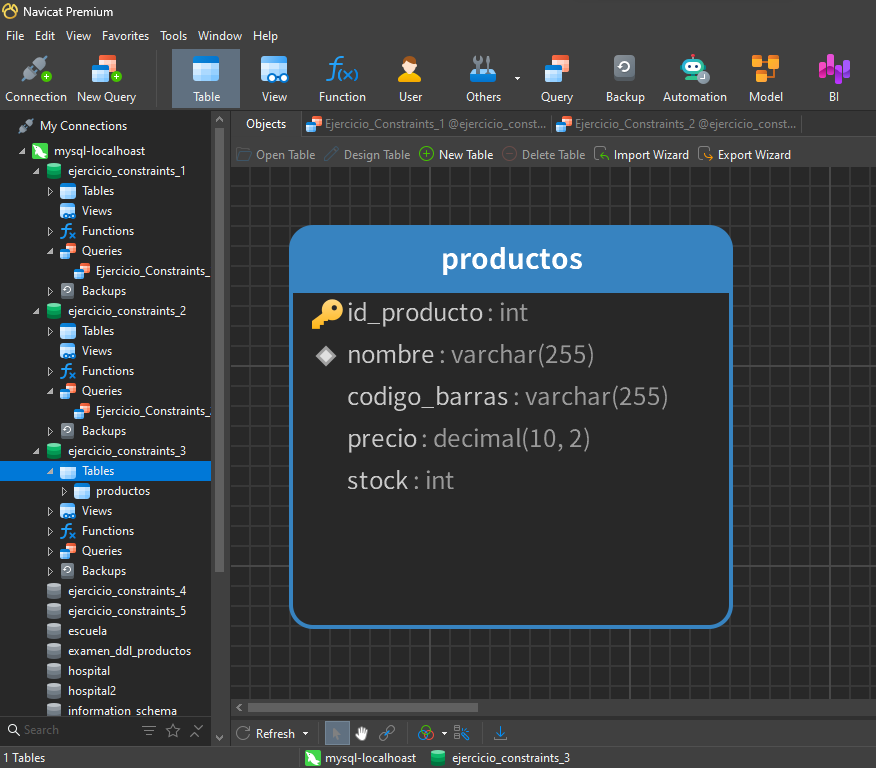 Navicat Premium
File Edit View Favorites Tools Window Help
Connection New Query Table View Function User Others Query Backup Automation Model BI
My Connections
mysql-localhoast
ejercicio_constraints_1
Tables
Views
Functions
Queries
Ejercicio_Constraints_
Backups
ejercicio_constraints_2
Tables
Views
Functions
Queries
Ejercicio_Constraints_
Backups
ejercicio_constraints_3
Tables
productos
Views
Functions
Queries
Backups
ejercicio_constraints_4
ejercicio_constraints_5
escuela
examen_ddl_productos
hospital
hospital2
information_schema
Search
Objects Ejercicio_Constraints_1 @ejercicio_const... Ejercicio_Constraints_2 @ejercicio_const...
Open Table Design Table New Table Delete Table Import Wizard Export Wizard
productos
id_producto : int
nombre : varchar(255)
codigo_barras : varchar(255)
precio : decimal(10, 2)
stock : int
Refresh
1 Tables mysql-localhoast ejercicio_constraints_3